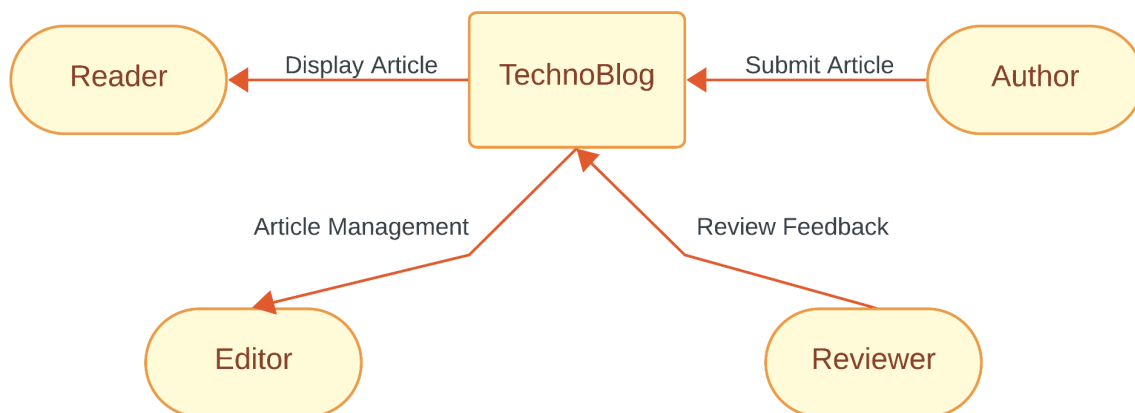 Reader
Display Article
TechnoBlog
Submit Article
Author
Article Management
Review Feedback
Editor
Reviewer